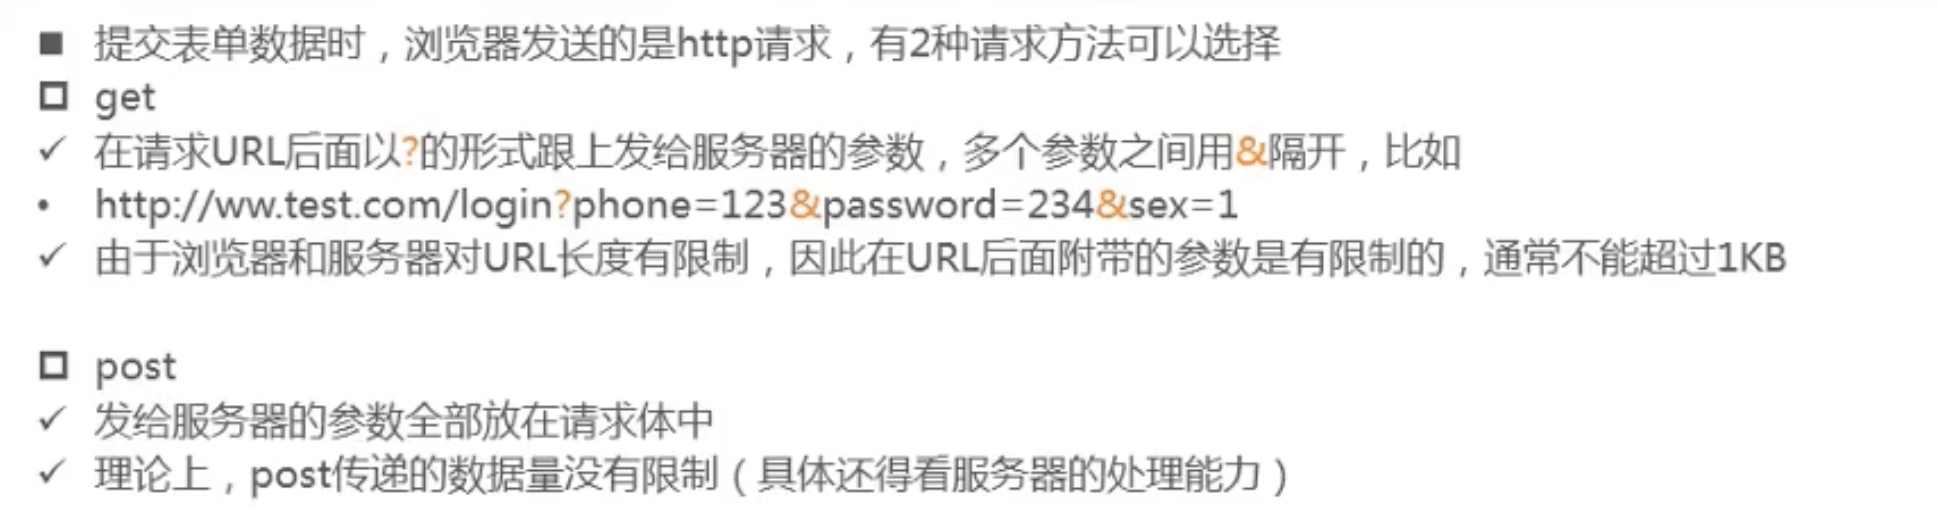 ■ 提交表单数据时，浏览器发送的是http请求，有2种请求方法可以选择
□ get
✓ 在请求URL后面以?的形式跟上发给服务器的参数，多个参数之间用&隔开，比如
• http://ww.test.com/login?phone=123&password=234&sex=1
✓ 由于浏览器和服务器对URL长度有限制，因此在URL后面附带的参数是有限制的，通常不能超过1KB
□ post
✓ 发给服务器的参数全部放在请求体中
✓ 理论上，post传递的数据量没有限制（具体还得看服务器的处理能力）